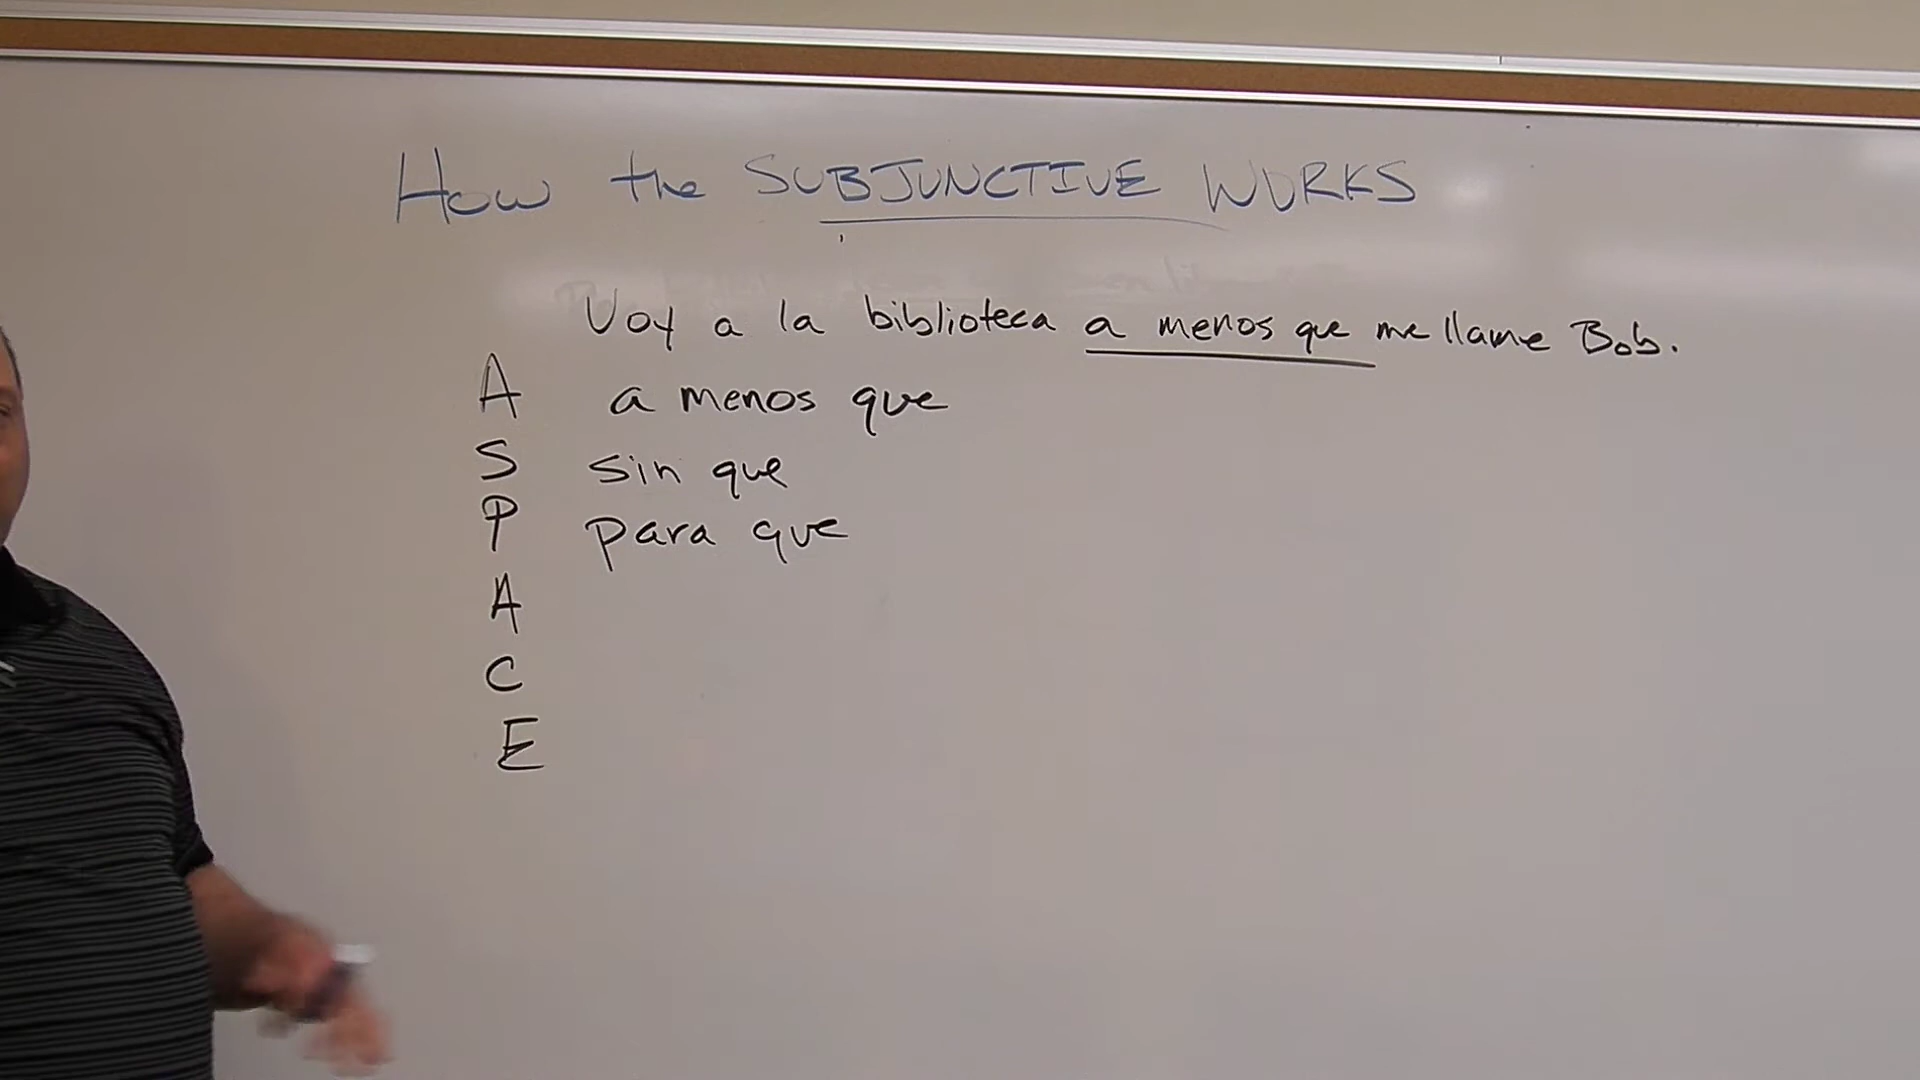 How the SUBJUNCTIVE WORKS
Voy a la biblioteca a menos que me llame Bob.
A a menos que
S sin que
P para que
A
C
E